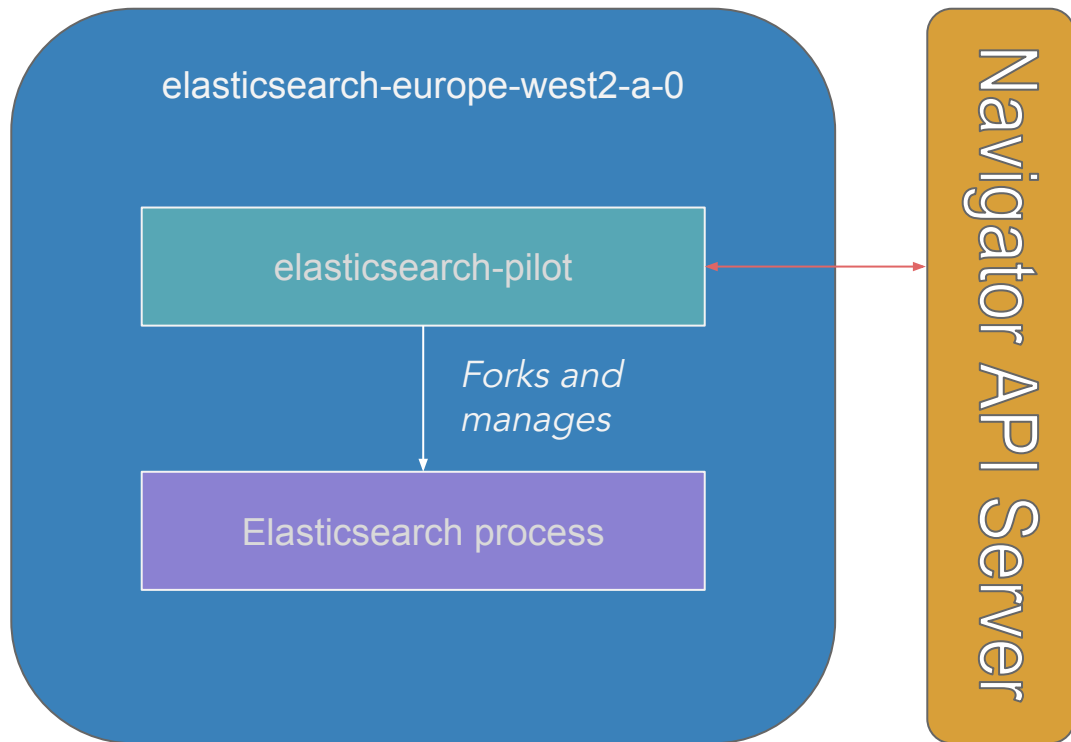 elasticsearch-europe-west2-a-0
elasticsearch-pilot
Forks and
manages
Elasticsearch process
Navigator API Server